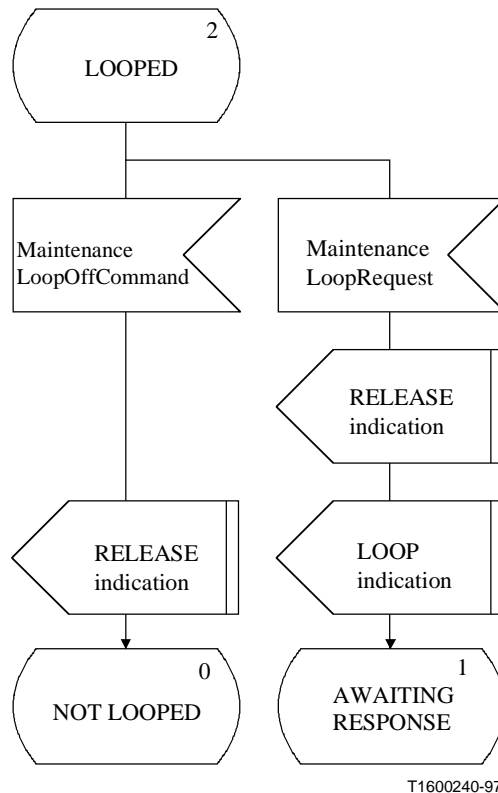 2
LOOPED
Maintenance
LoopOffCommand
Maintenance
LoopRequest
RELEASE
indication
RELEASE
indication
LOOP
indication
0
NOT LOOPED
1
AWAITING
RESPONSE
T1600240-97